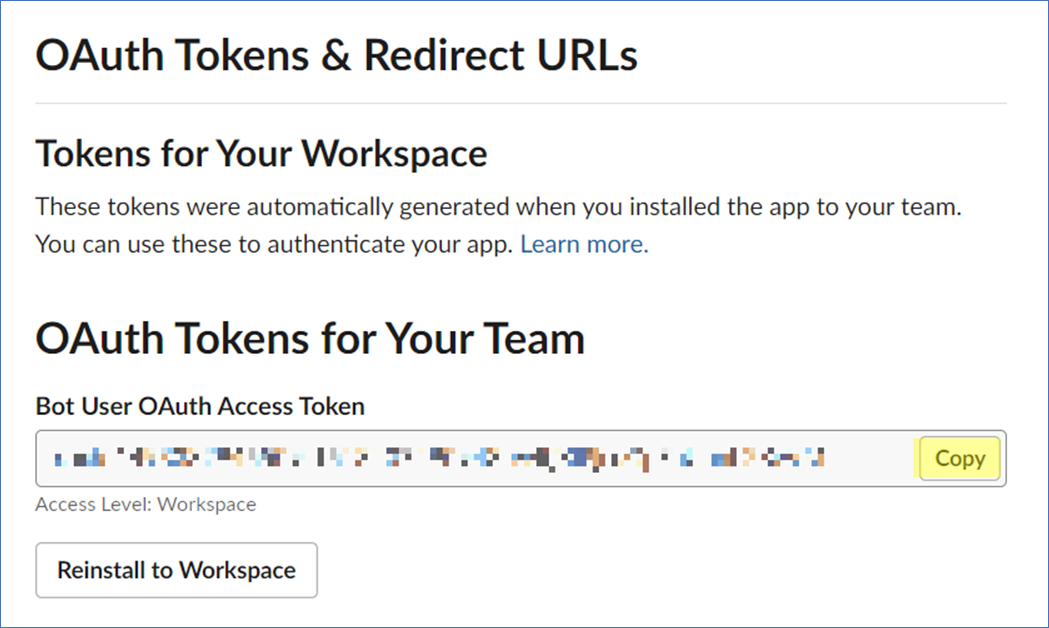 OAuth Tokens & Redirect URLs
Tokens for Your Workspace
These tokens were automatically generated when you installed the app to your team.
You can use these to authenticate your app. Learn more.
OAuth Tokens for Your Team
Bot User OAuth Access Token
Copy
Access Level: Workspace
Reinstall to Workspace